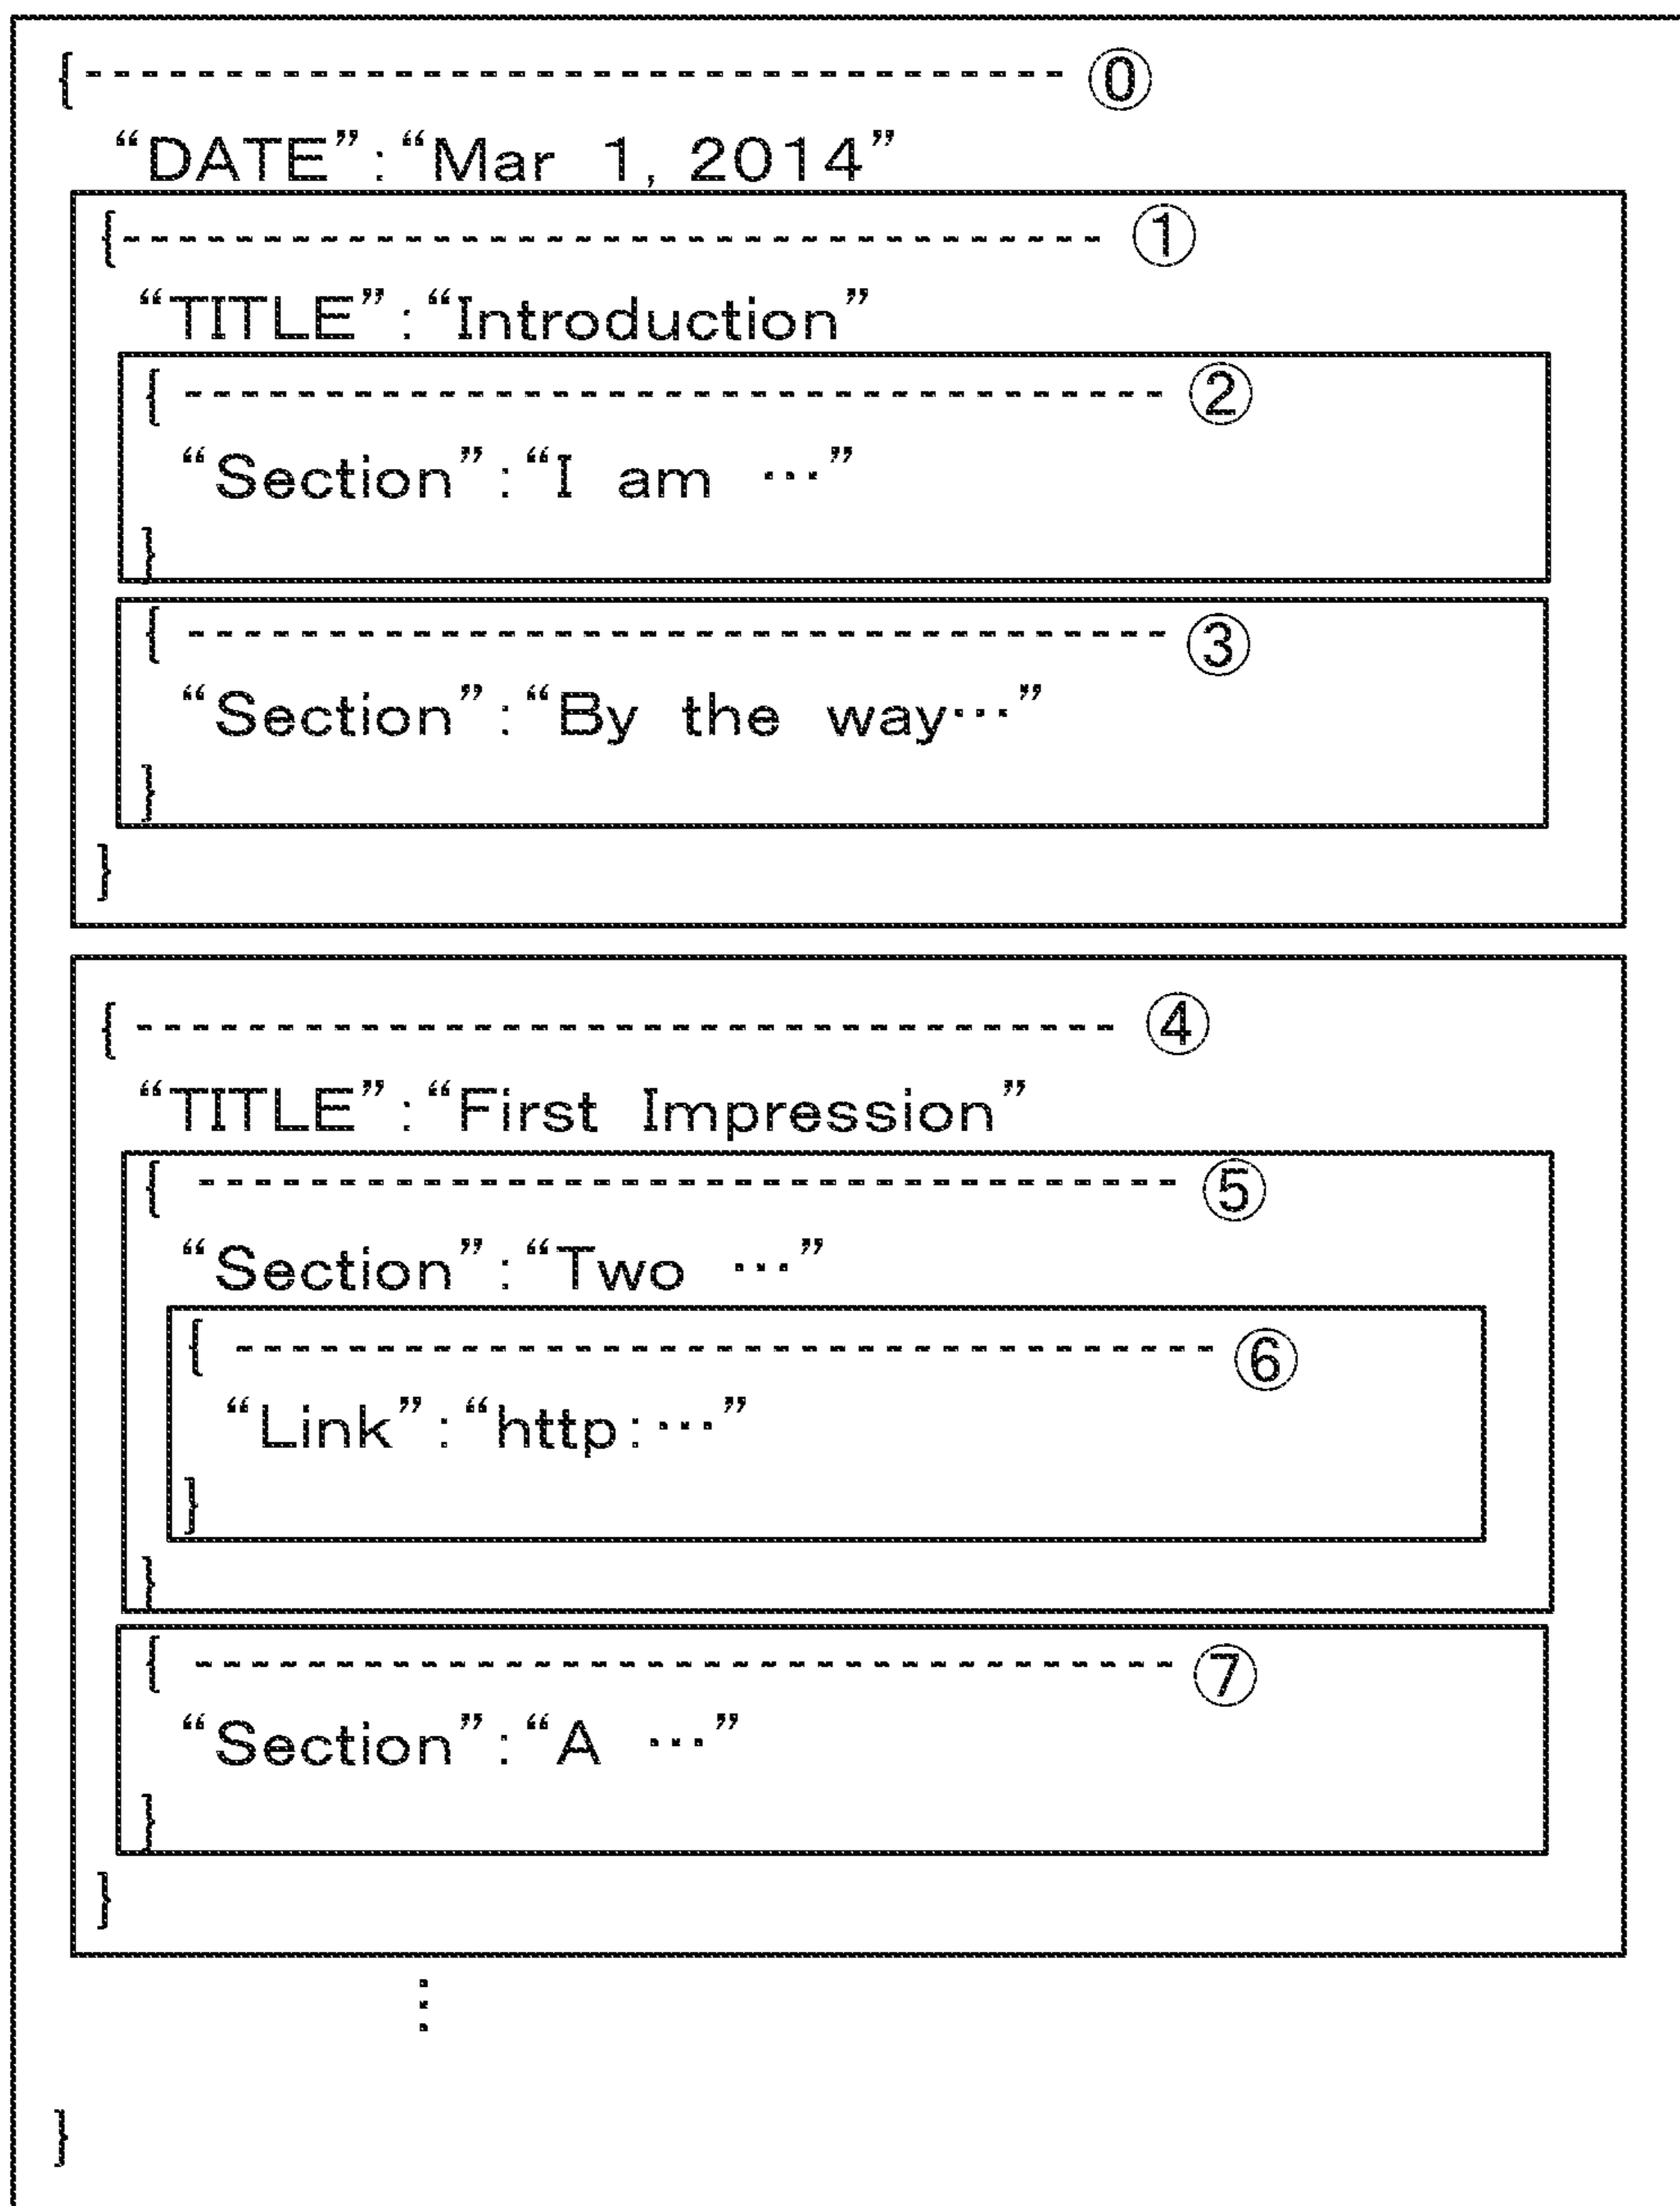 {---------------------------------- ⓪
“DATE”:“Mar 1, 2014”
{---------------------------------- ①
“TITLE”:“Introduction”
{ ---------------------------------- ②
“Section”:“I am …”
}
{ ---------------------------------- ③
“Section”:“By the way…”
}
}
{ ---------------------------------- ④
“TITLE”:“First Impression”
{ ---------------------------------- ⑤
“Section”:“Two …”
{ ---------------------------------- ⑥
“Link”:“http:…”
}
}
{ ---------------------------------- ⑦
“Section”:“A …”
}
}
⋮
}